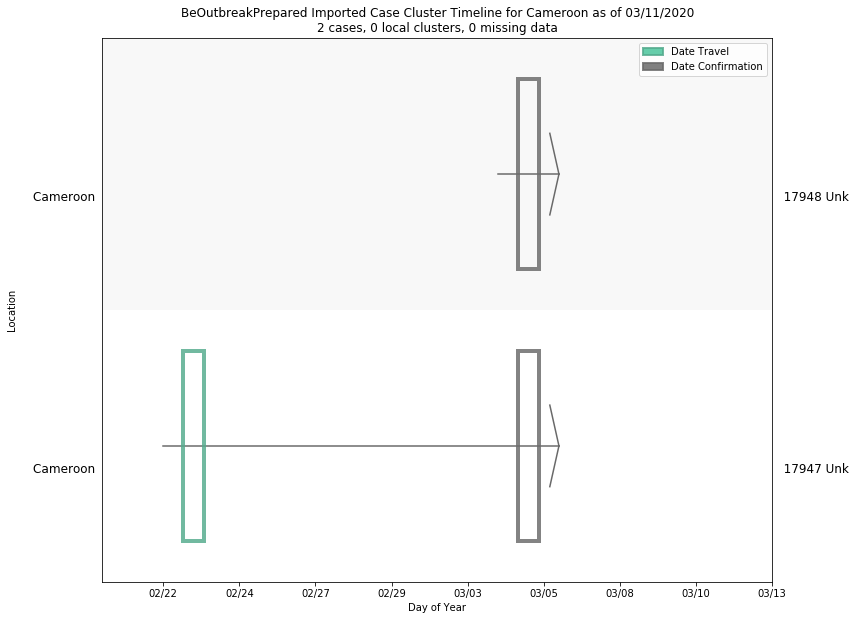 BeOutbreakPrepared Imported Case Cluster Timeline for Cameroon as of 03/11/2020
2 cases, 0 local clusters, 0 missing data
Date Travel
Date Confirmation
Cameroon
17948 Unk
Location
Cameroon
17947 Unk
02/22 02/24 02/27 02/29 03/03 03/05 03/08 03/10 03/13
Day of Year